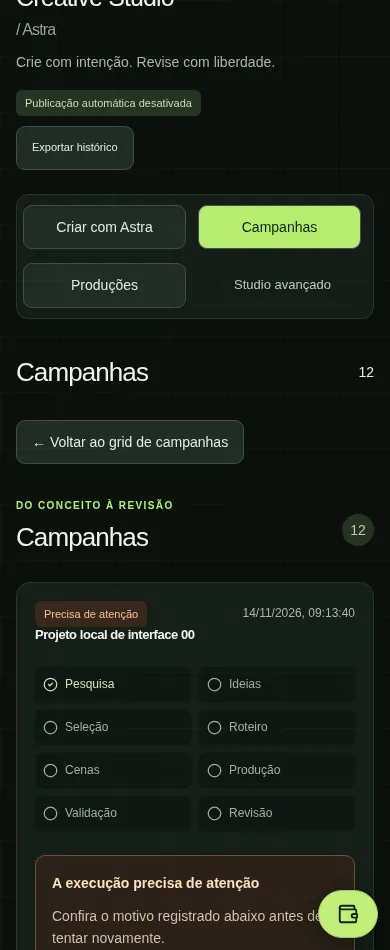 Creative Studio
/ Astra
Crie com intenção. Revise com liberdade.
Publicação automática desativada
Exportar histórico
Criar com Astra
Campanhas
Produções
Studio avançado
Campanhas
12
← Voltar ao grid de campanhas
DO CONCEITO À REVISÃO
Campanhas
12
Precisa de atenção
14/11/2026, 09:13:40
Projeto local de interface 00
Pesquisa
Ideias
Seleção
Roteiro
Cenas
Produção
Validação
Revisão
A execução precisa de atenção
Confira o motivo registrado abaixo antes de
tentar novamente.